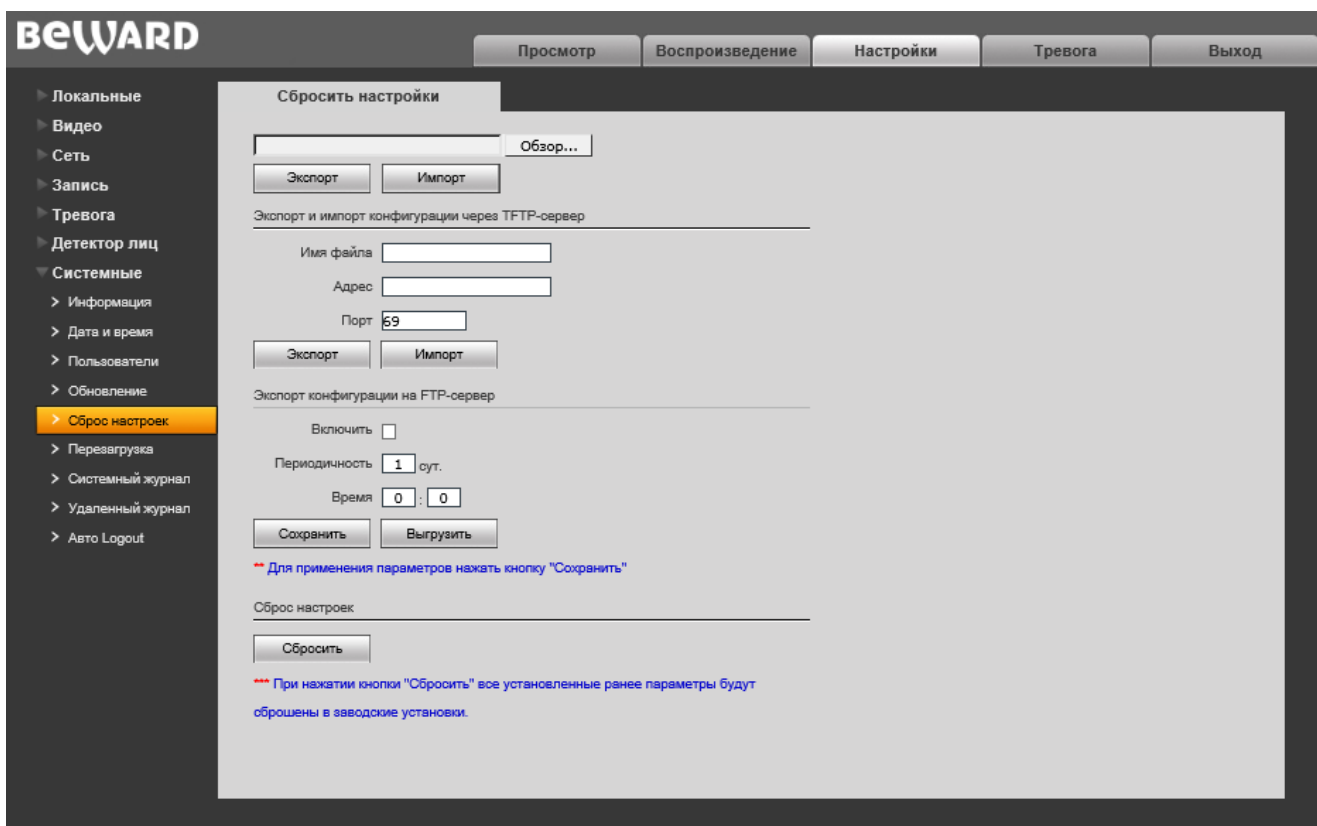 BEWARD
Просмотр Воспроизведение Настройки Тревога Выход
Локальные
Видео
Сеть
Запись
Тревога
Детектор лиц
Системные
Информация
Дата и время
Пользователи
Обновление
Сброс настроек
Перезагрузка
Системный журнал
Удаленный журнал
Авто Logout
Сбросить настройки
Обзор...
Экспорт Импорт
Экспорт и импорт конфигурации через TFTP-сервер
Имя файла
Адрес
Порт 69
Экспорт Импорт
Экспорт конфигурации на FTP-сервер
Включить
Периодичность 1 сут.
Время 0 : 0
Сохранить Выгрузить
** Для применения параметров нажать кнопку "Сохранить"
Сброс настроек
Сбросить
*** При нажатии кнопки "Сбросить" все установленные ранее параметры будут
сброшены в заводские установки.